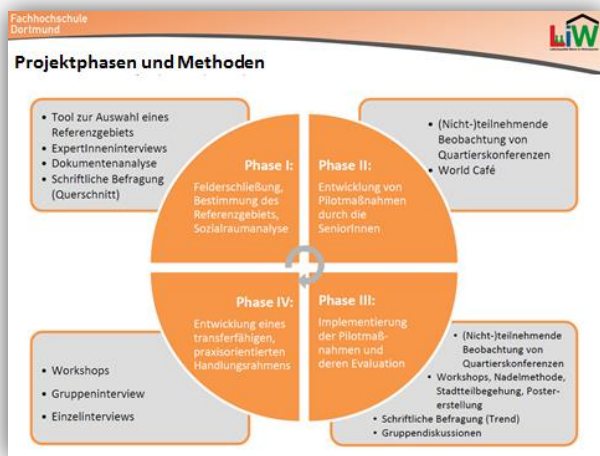 Fachhochschule
Dortmund
LiW
Projektphasen und Methoden
• Tool zur Auswahl eines
Referenzgebiets
• ExpertInneninterviews
• Dokumentenanalyse
• Schriftliche Befragung
(Querschnitt)
Phase I:
Felderschließung,
Bestimmung des
Referenzgebiets,
Sozialraumanalyse
Phase II:
Entwicklung von
Pilotmaßnahmen
durch die
SeniorInnen
• (Nicht-)teilnehmende
Beobachtung von
Quartierskonferenzen
• World Café
• Workshops
• Gruppeninterview
• Einzelinterviews
Phase IV:
Entwicklung eines
transferfähigen,
praxisorientierten
Handlungsrahmens
Phase III:
Implementierung
der Pilotmaß-
nahmen und
deren Evaluation
• (Nicht-)teilnehmende
Beobachtung von
Quartierskonferenzen
• Workshops, Nadelmethode,
Stadtteilbegehung, Poster-
erstellung
• Schriftliche Befragung (Trend)
• Gruppendiskussionen